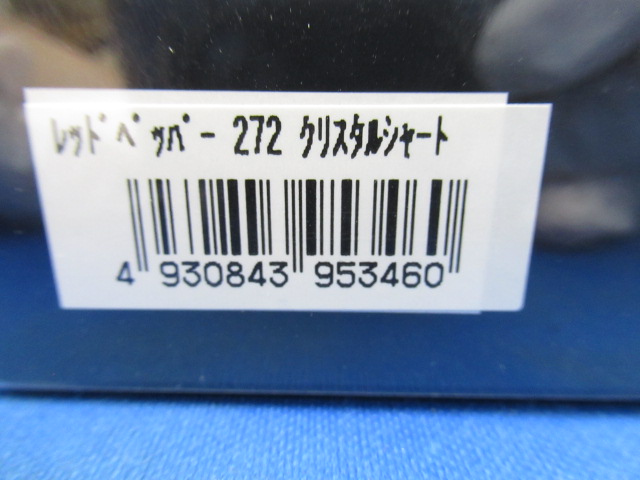 ﾚｯﾄﾞﾍﾟｯﾊﾟｰ 272 ｸﾘｽﾀﾙｼｬｰﾄ
4 930843 953460